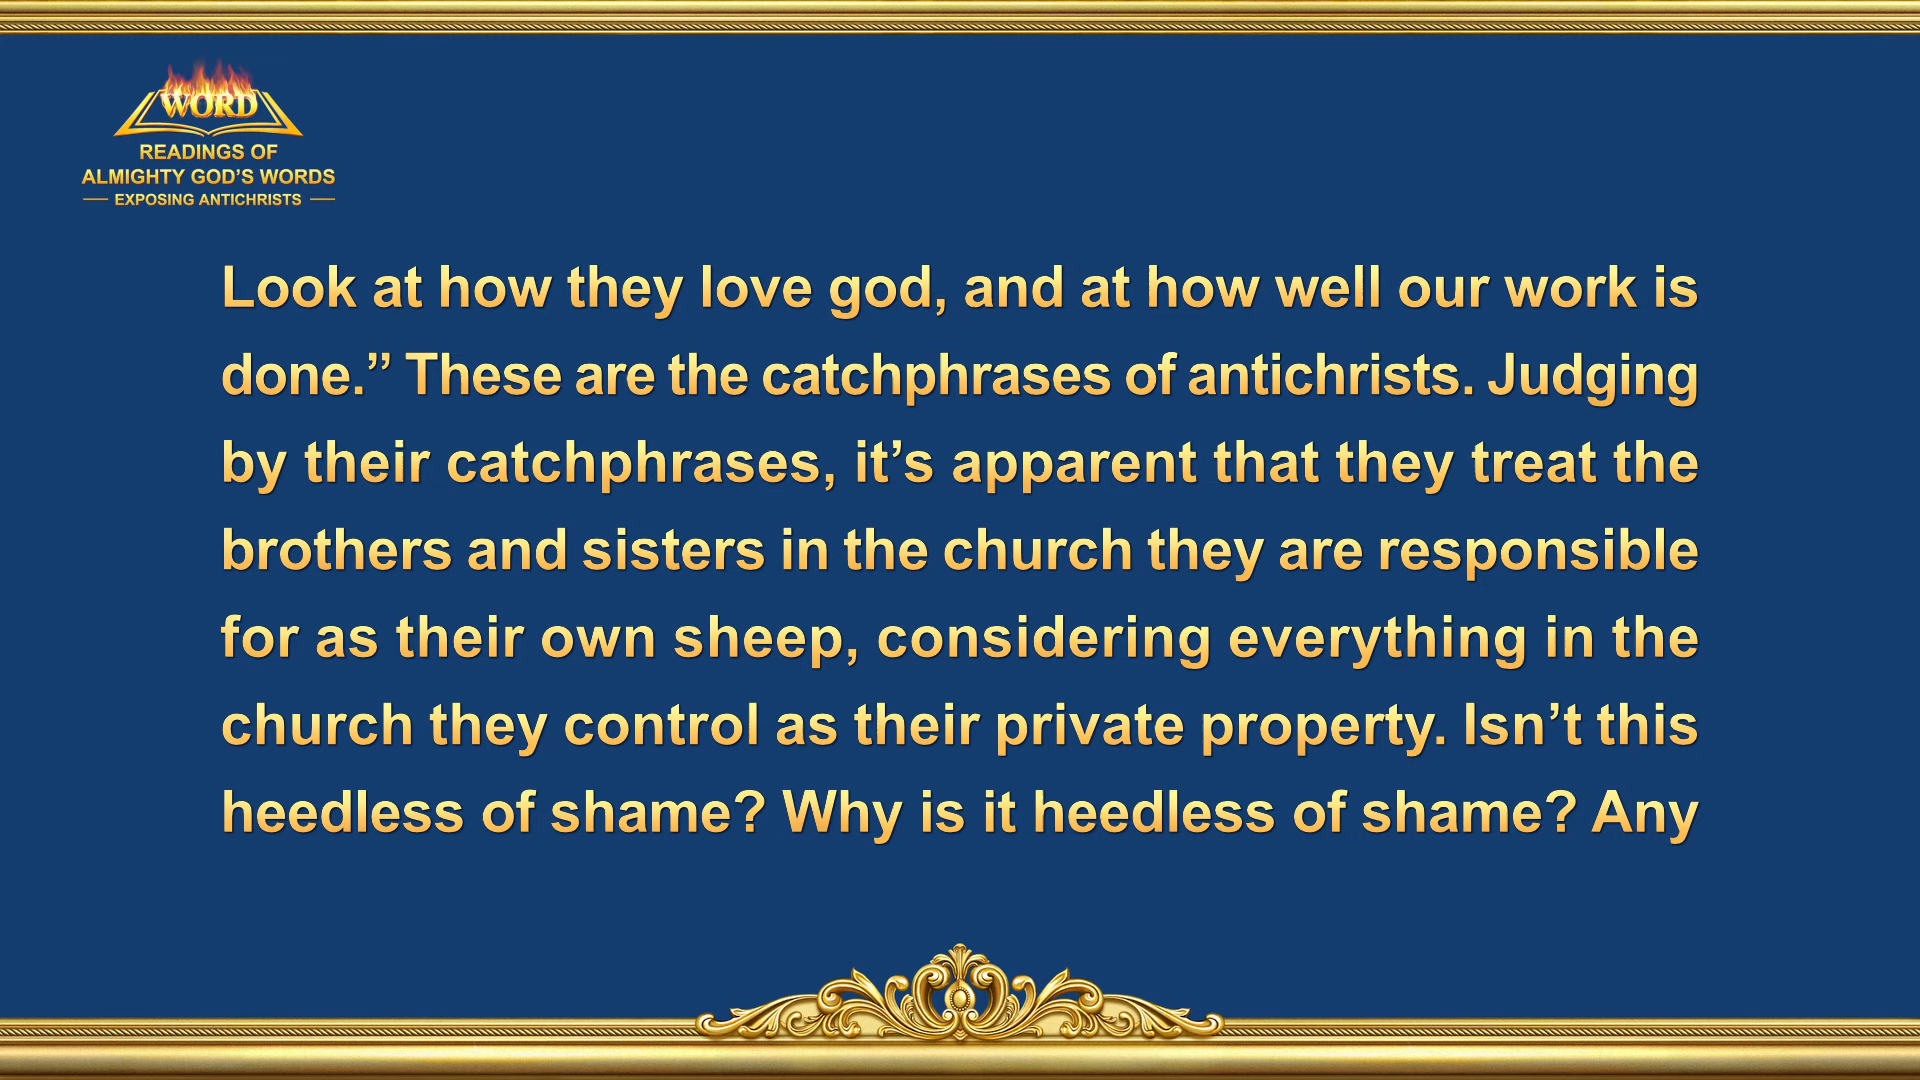 WORD
READINGS OF
ALMIGHTY GOD’S WORDS
EXPOSING ANTICHRISTS
Look at how they love god, and at how well our work is
done.” These are the catchphrases of antichrists. Judging
by their catchphrases, it’s apparent that they treat the
brothers and sisters in the church they are responsible
for as their own sheep, considering everything in the
church they control as their private property. Isn’t this
heedless of shame? Why is it heedless of shame? Any